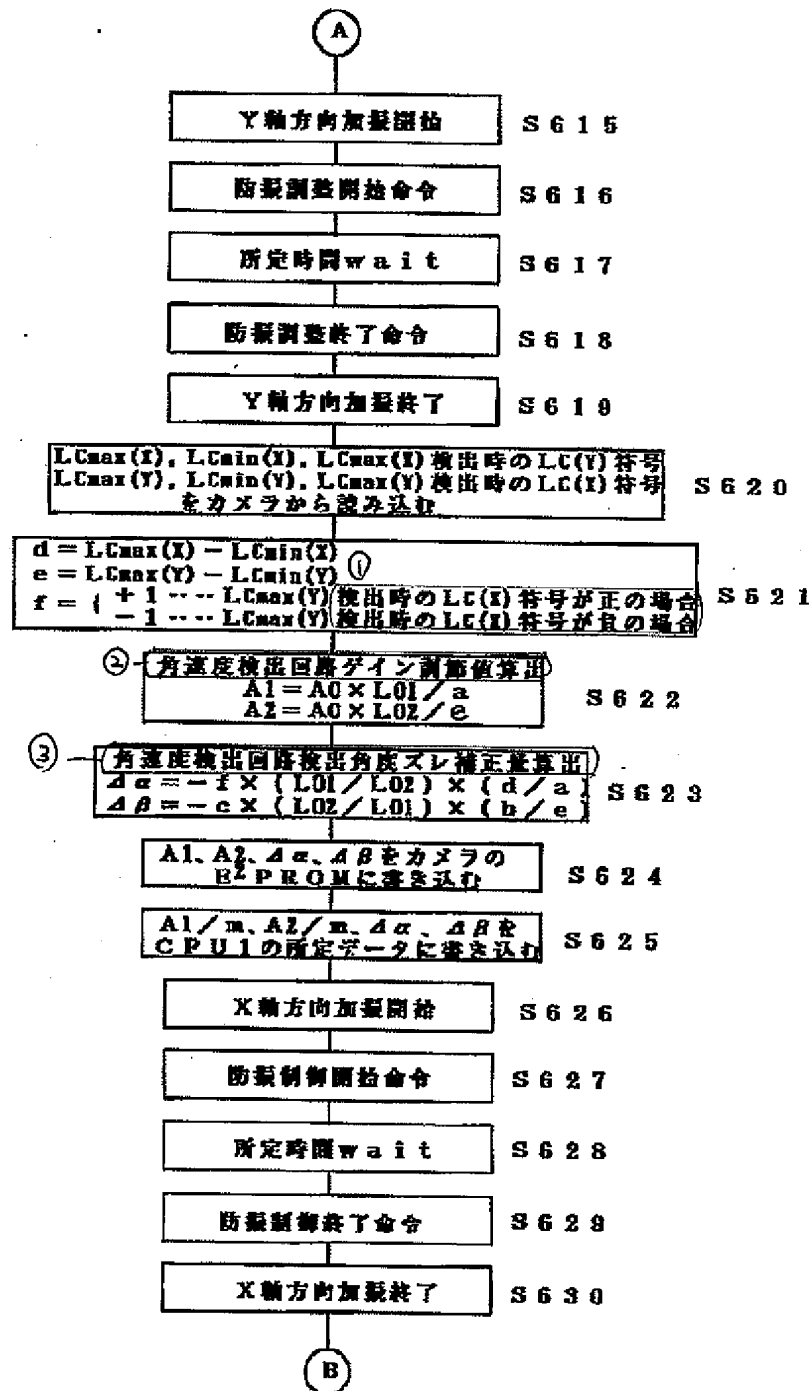 A
Y軸方向加振開始 S615
防振調整開始命令 S616
所定時間wait S617
防振調整終了命令 S618
Y軸方向加振終了 S619
LCmax(X), LCmin(X), LCmax(X)検出時のLC(Y)符号
LCmax(Y), LCmin(Y), LCmax(Y)検出時のLC(X)符号
をカメラから読み込む
S620
d=LCmax(X)-LCmin(X)
e=LCmax(Y)-LCmin(Y) ①
f={ +1---- LCmax(Y)検出時のLC(X)符号が正の場合
-1---- LCmax(Y)検出時のLC(X)符号が負の場合
S621
② 角速度検出回路ゲイン調節値算出
A1=A0×L01/a
A2=A0×L02/e
S622
③ 角速度検出回路検出角度ズレ補正量算出
Δα=-f×(L01/L02)×(d/a)
Δβ=-c×(L02/L01)×(b/e)
S623
A1、A2、Δα、Δβをカメラの
E²PROMに書き込む
S624
A1/m、A2/m、Δα、Δβを
CPU1の所定データに書き込む
S625
X軸方向加振開始 S626
防振制御開始命令 S627
所定時間wait S628
防振制御終了命令 S629
X軸方向加振終了 S630
B